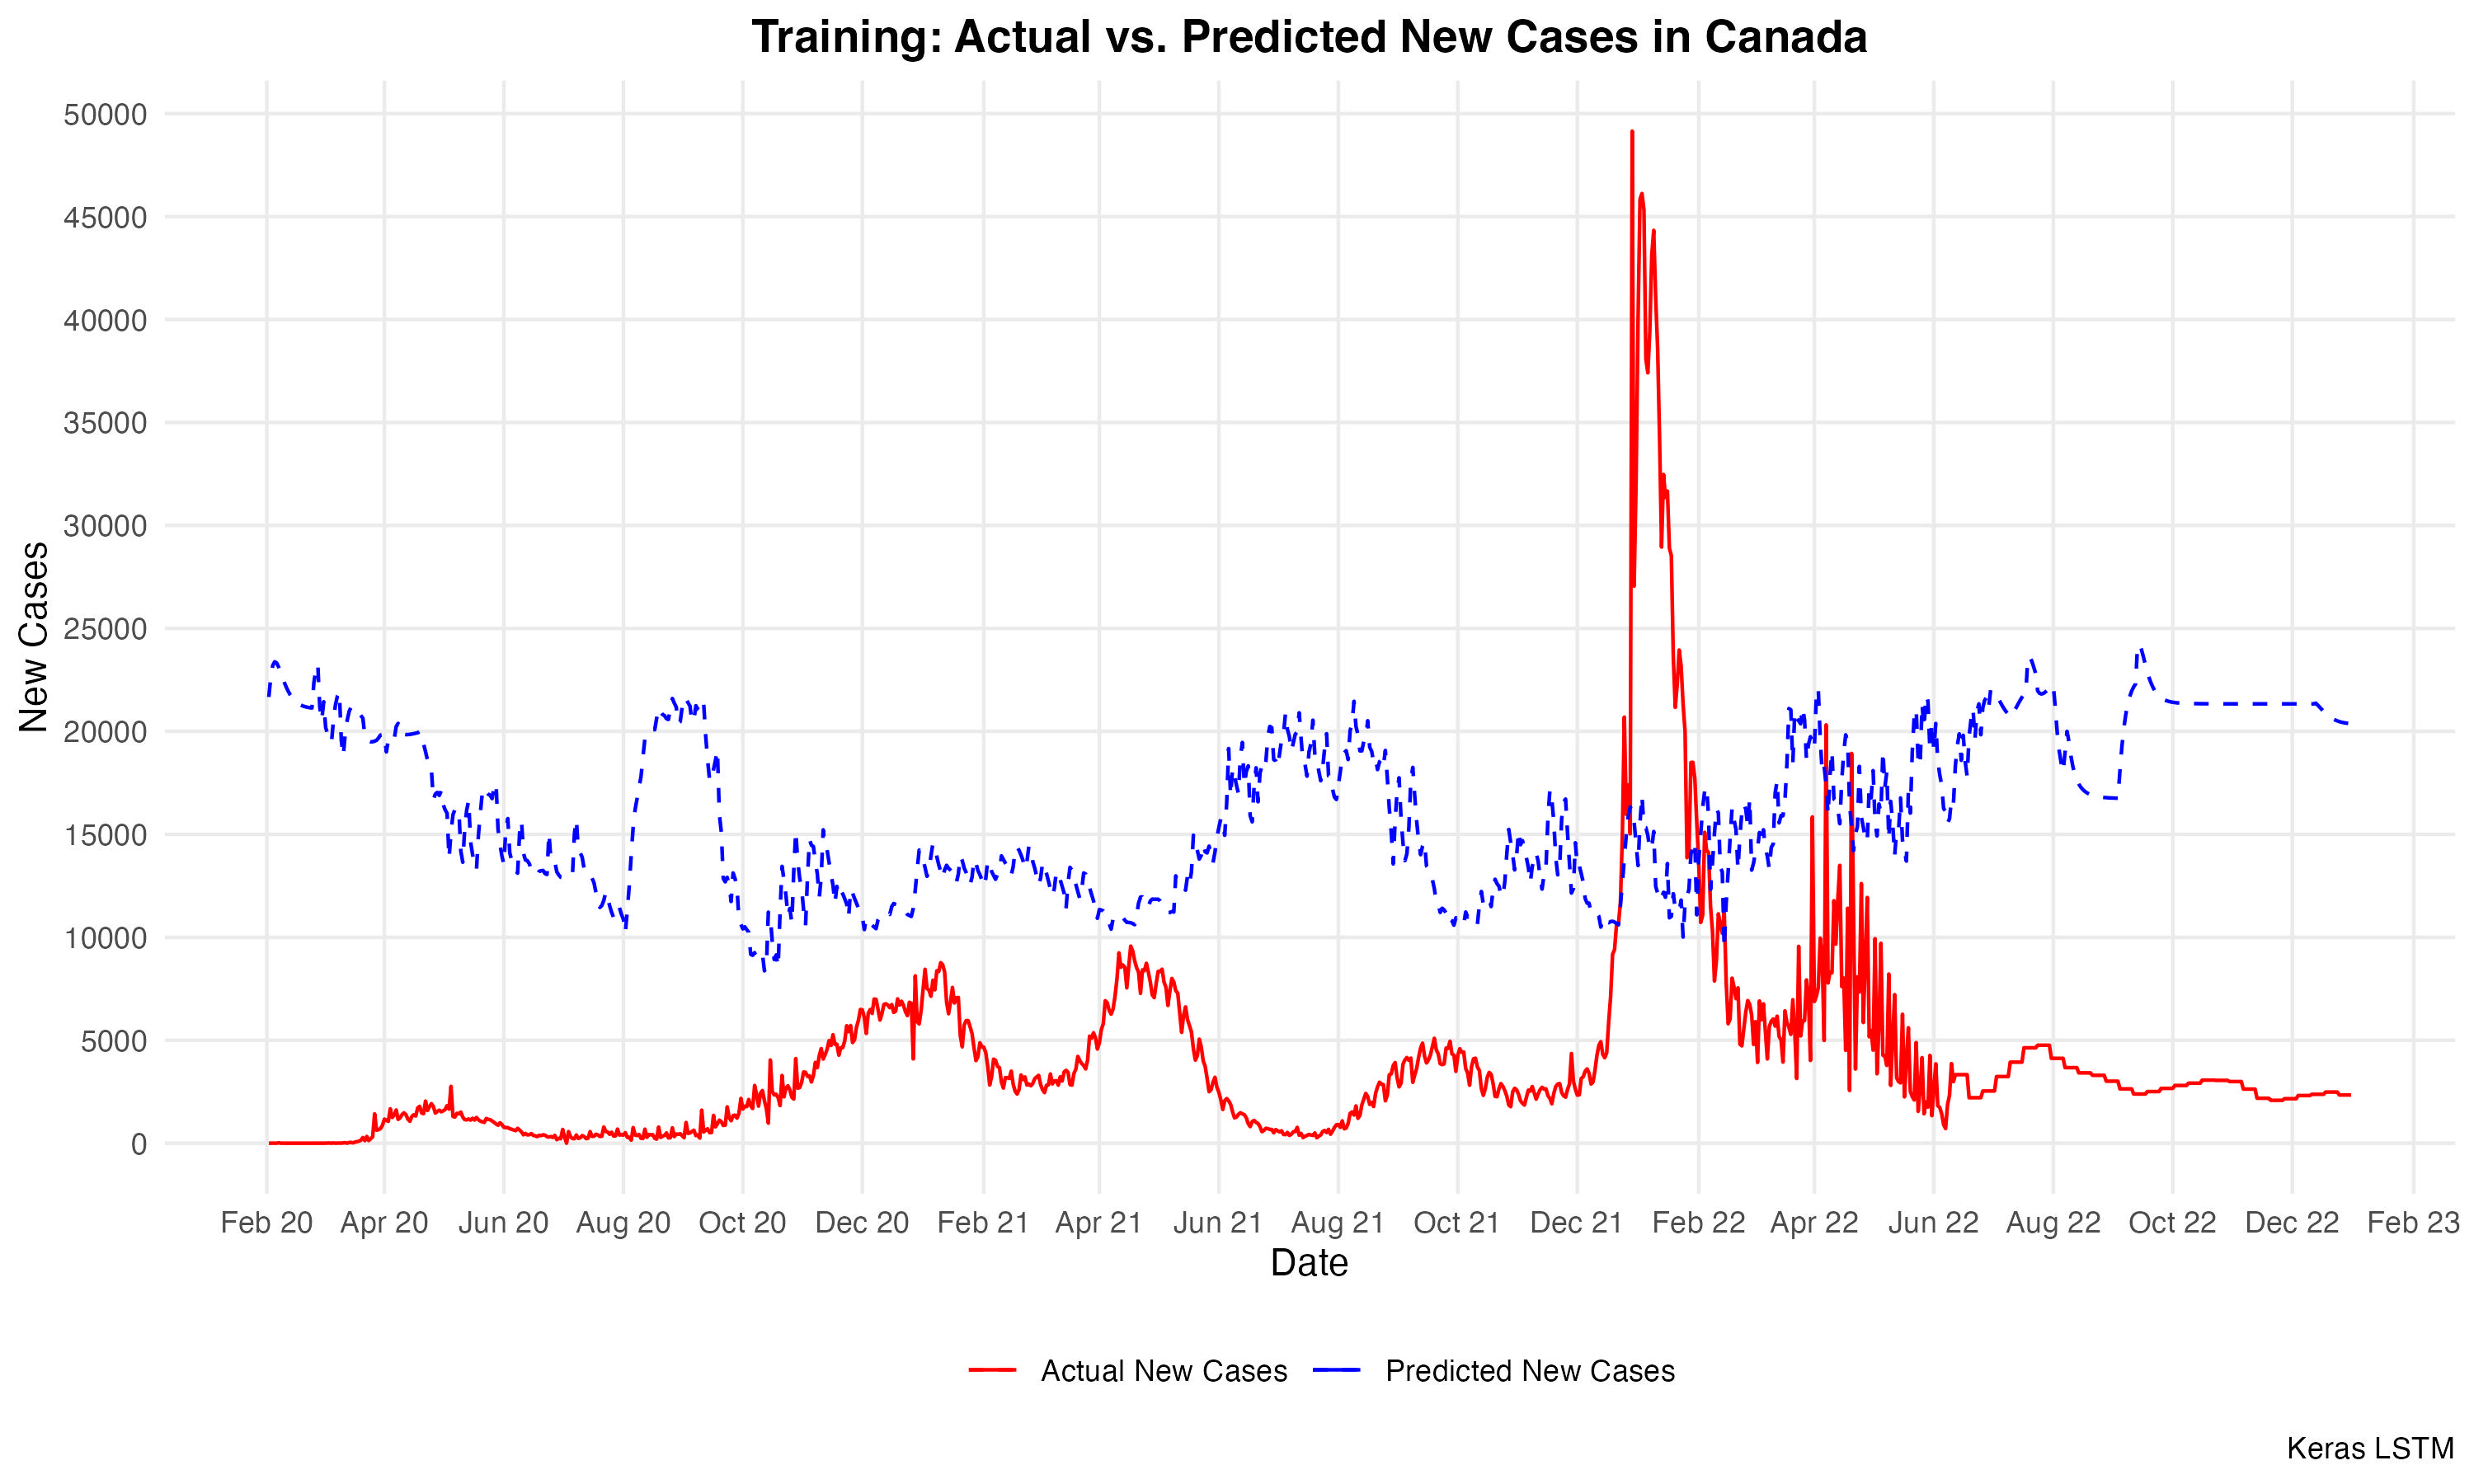 Training: Actual vs. Predicted New Cases in Canada
New Cases
50000
45000
40000
35000
30000
25000
20000
15000
10000
5000
0
Feb 20 Apr 20 Jun 20 Aug 20 Oct 20 Dec 20 Feb 21 Apr 21 Jun 21 Aug 21 Oct 21 Dec 21 Feb 22 Apr 22 Jun 22 Aug 22 Oct 22 Dec 22 Feb 23
Date
Actual New Cases Predicted New Cases
Keras LSTM